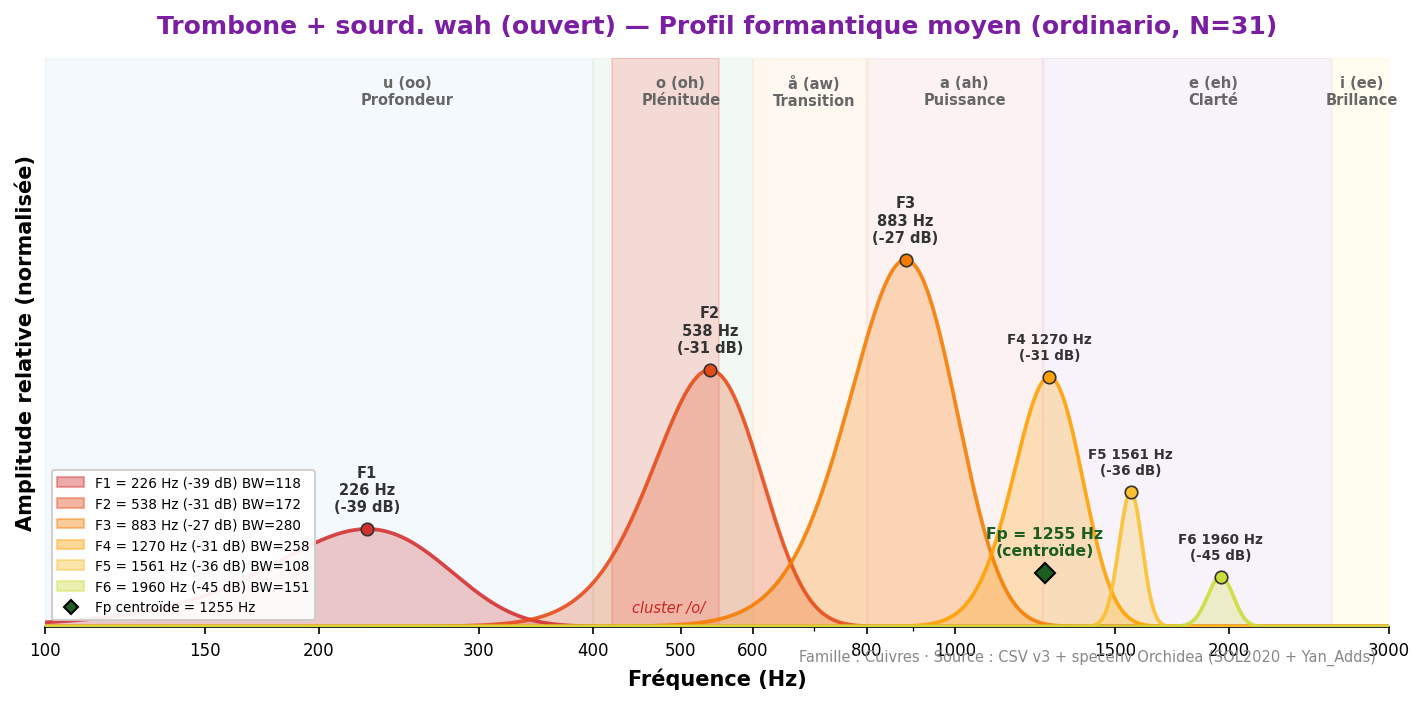 Trombone + sourd. wah (ouvert) — Profil formantique moyen (ordinario, N=31)
u (oo)
Profondeur
o (oh)
Plénitude
å (aw)
Transition
a (ah)
Puissance
e (eh)
Clarté
i (ee)
Brillance
Amplitude relative (normalisée)
F3
883 Hz
(-27 dB)
F2
538 Hz
(-31 dB)
F4 1270 Hz
(-31 dB)
F5 1561 Hz
(-36 dB)
F1
226 Hz
(-39 dB)
Fp = 1255 Hz
(centroïde)
F6 1960 Hz
(-45 dB)
F1 = 226 Hz (-39 dB) BW=118
F2 = 538 Hz (-31 dB) BW=172
F3 = 883 Hz (-27 dB) BW=280
F4 = 1270 Hz (-31 dB) BW=258
F5 = 1561 Hz (-36 dB) BW=108
F6 = 1960 Hz (-45 dB) BW=151
Fp centroïde = 1255 Hz
cluster /o/
100 150 200 300 400 500 600 800 1000 1500 2000 3000
Famille : Cuivres · Source : CSV v3 + specenv Orchidea (SOL2020 + Yan_Adds)
Fréquence (Hz)